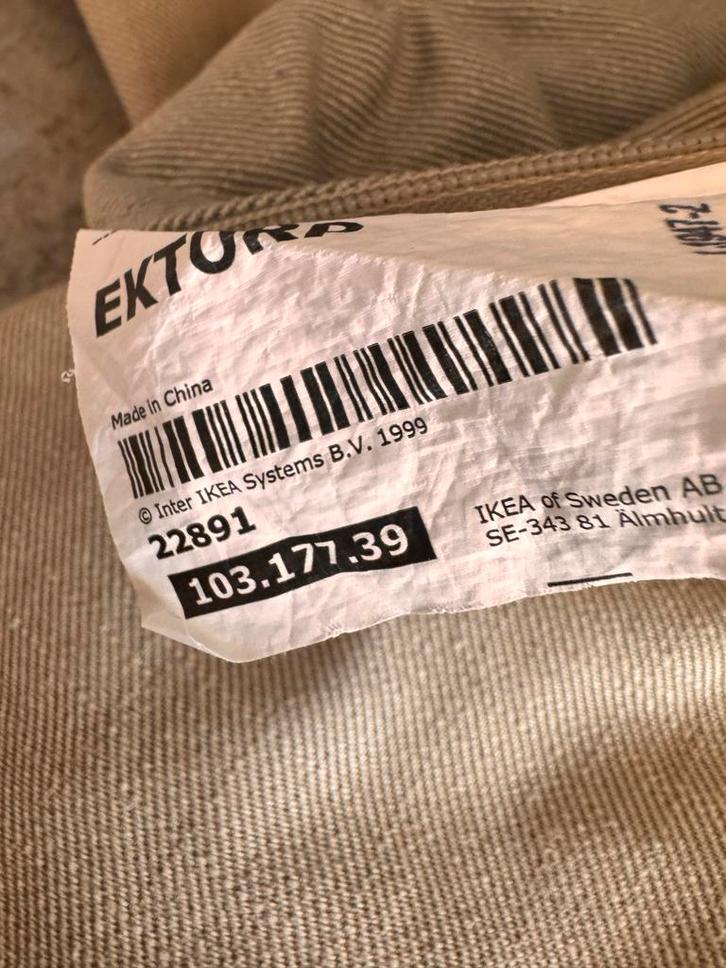 EKTORP
Made in China
© Inter IKEA Systems B.V. 1999
22891
103.177.39
IKEA of Sweden AB
SE-343 81 Älmhult